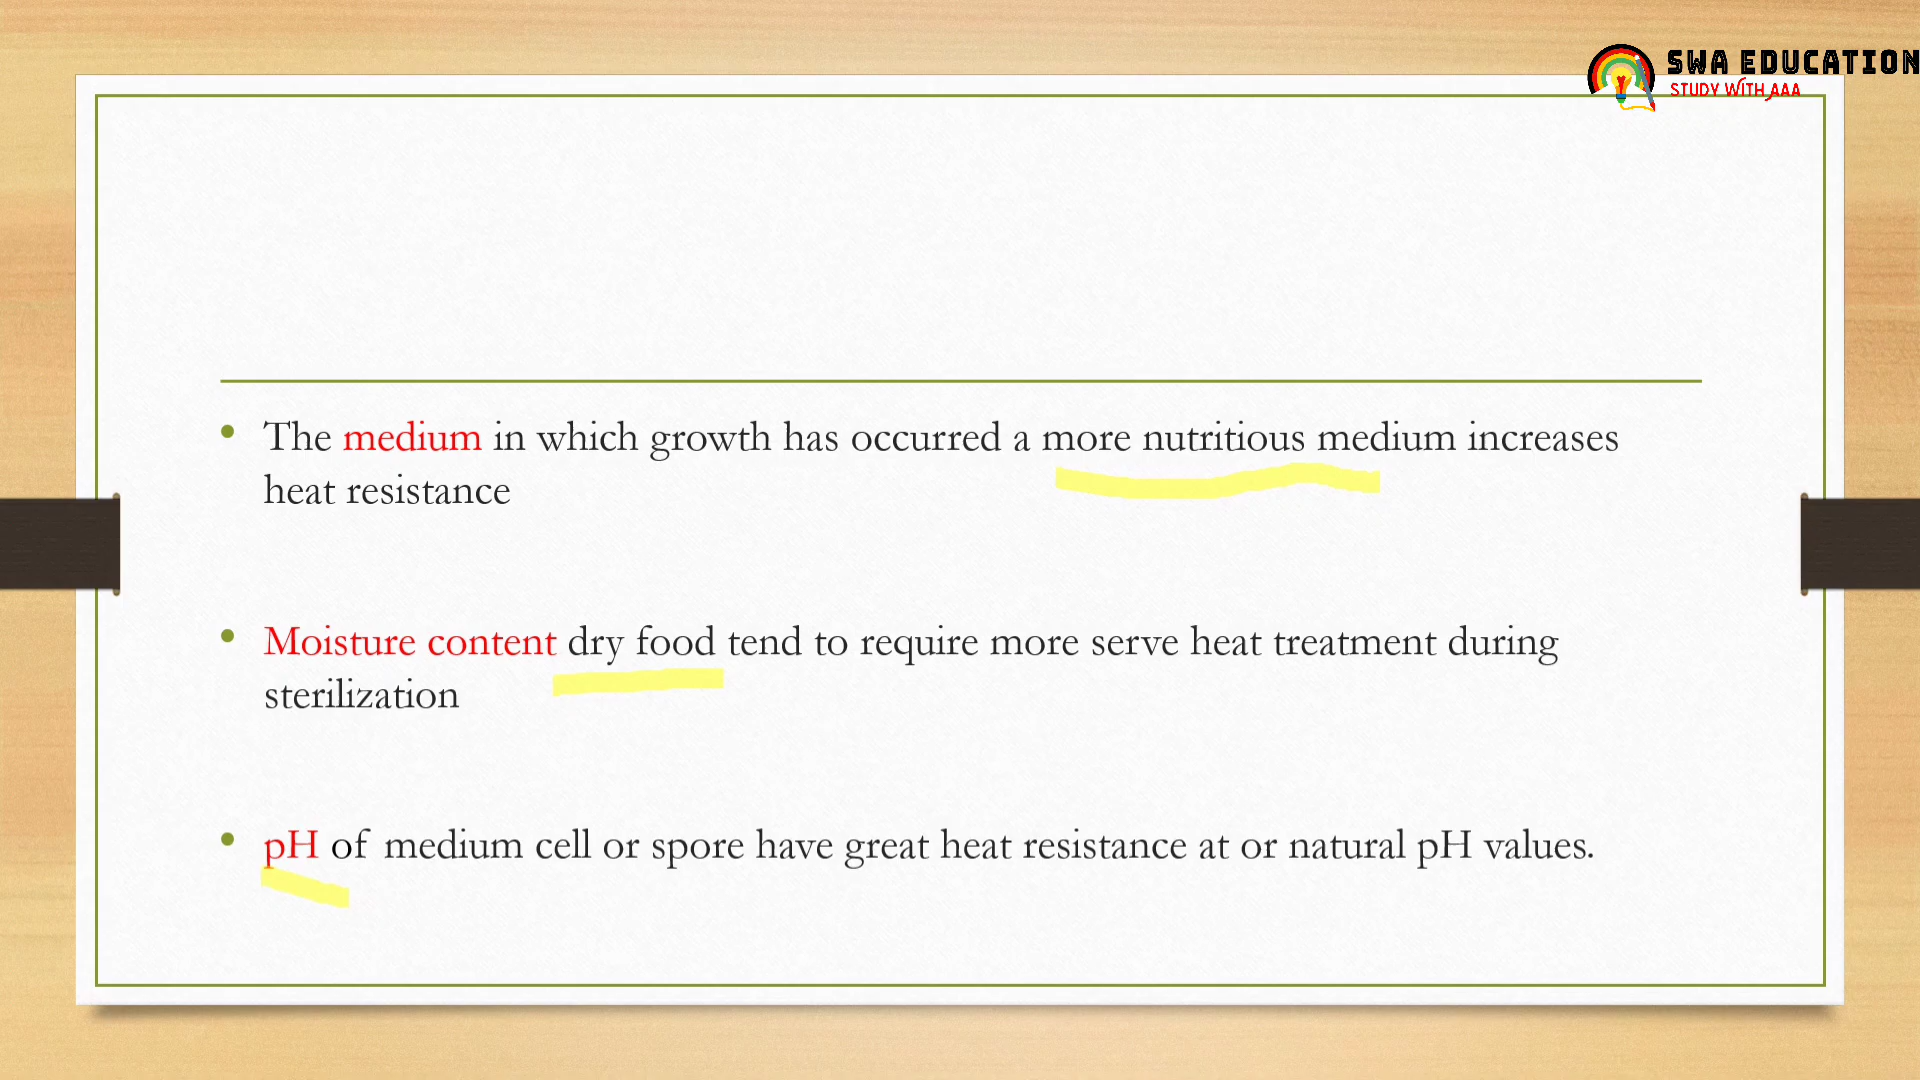 SWA EDUCATION
STUDY WITH AAA
• The medium in which growth has occurred a more nutritious medium increases
heat resistance
• Moisture content dry food tend to require more serve heat treatment during
sterilization
• pH of medium cell or spore have great heat resistance at or natural pH values.